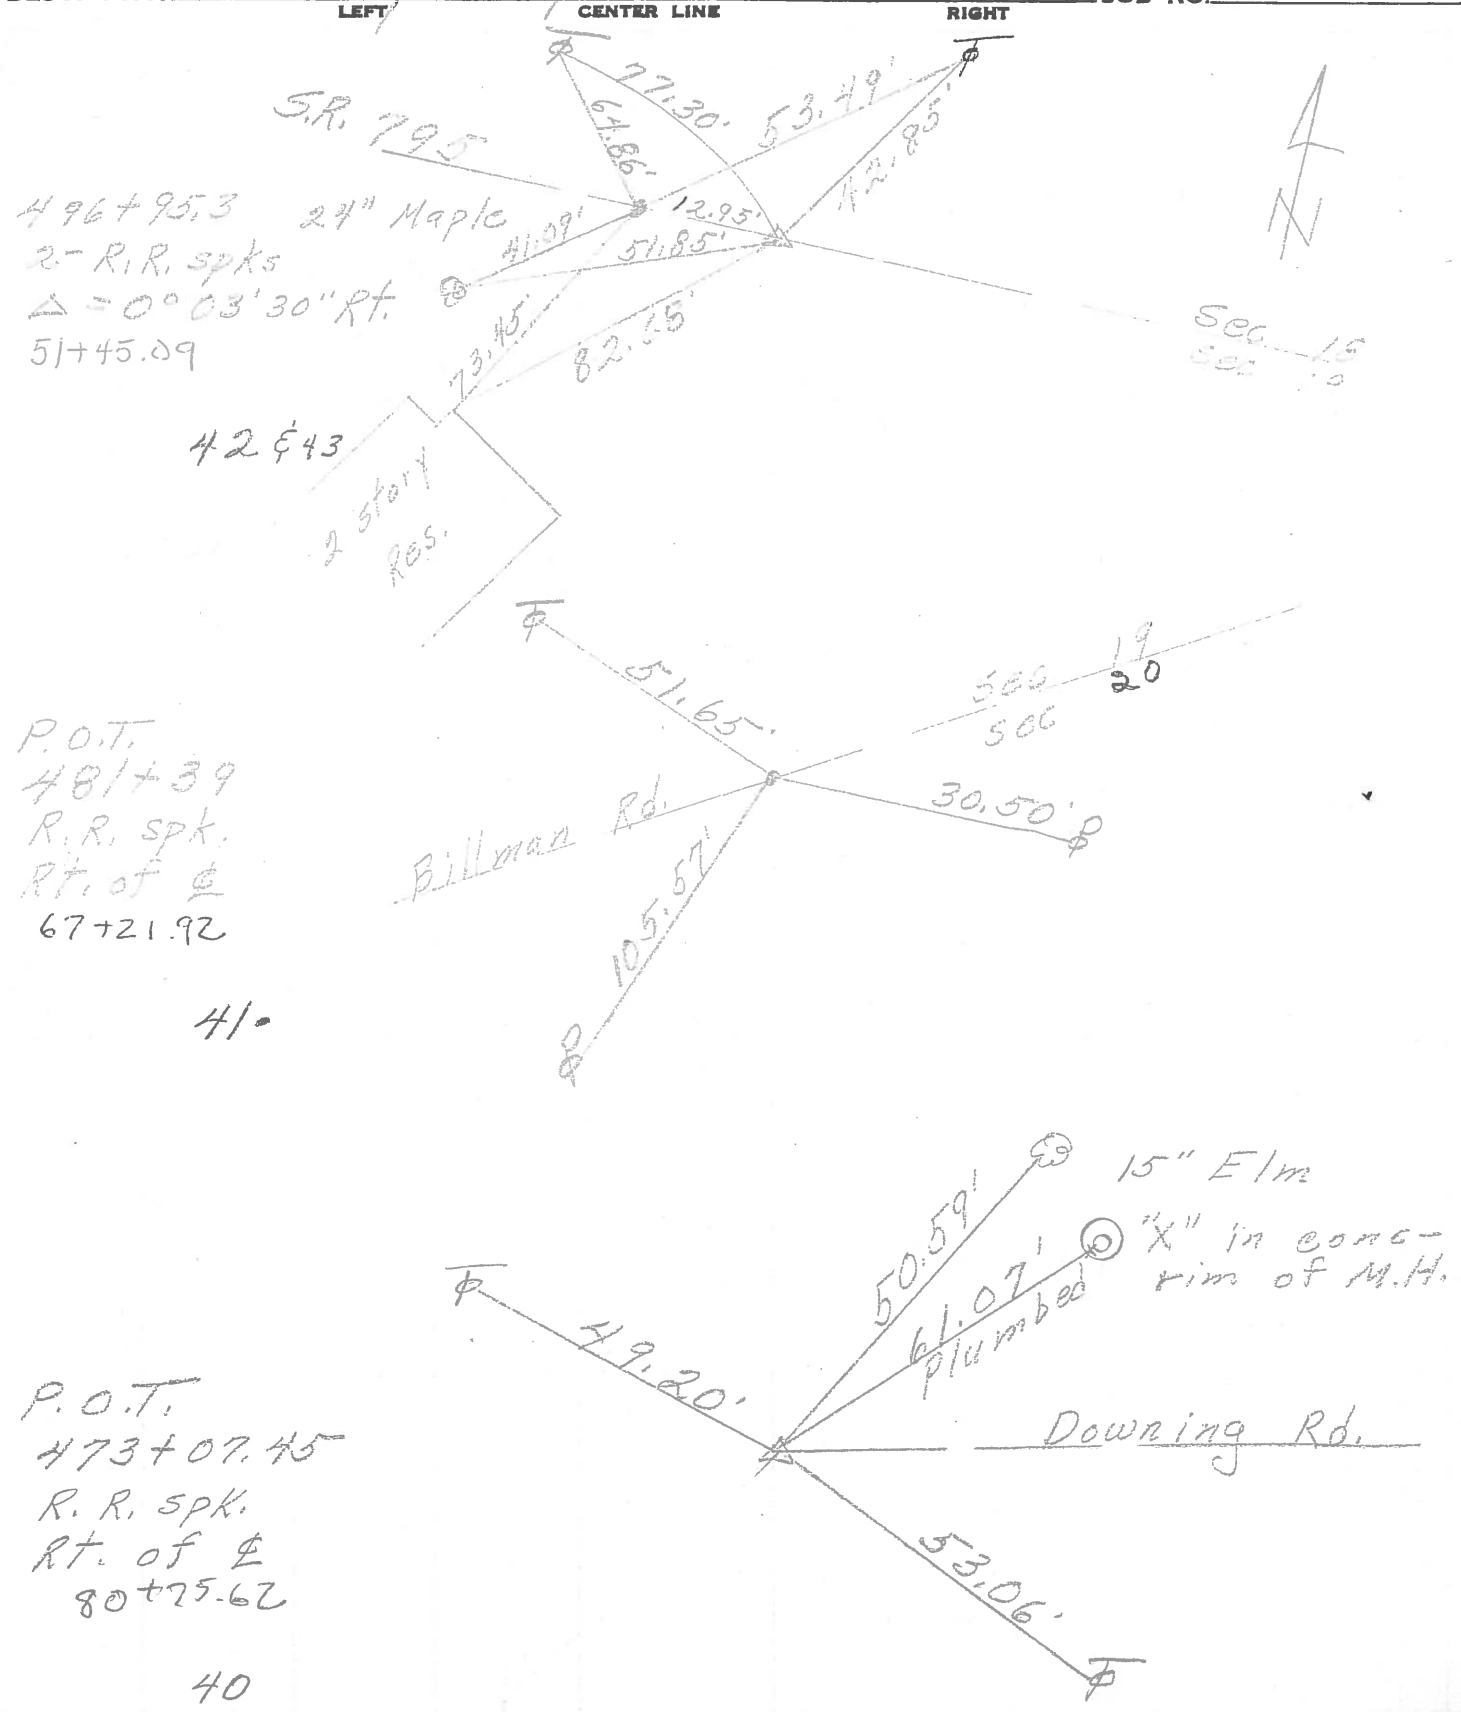 LEFT CENTER LINE RIGHT
77.30'
53.49'
64.86'
42.85'
S.R. 795
N
496+95.3 24" Maple
12.95'
41.09'
51.85'
2-R.R. spks
Δ = 0° 03' 30" Rt.
51+45.09
73.45'
82.15'
Sec 15
Sec
42 & 43
2 story
Res.
51.65'
Sec 19
Sec 20
P.O.T.
481+39
R.R. spk.
Rt. of ℄
67+21.92
Billman Rd.
30.50'
105.57'
41.
15" Elm
50.59'
"X" in conc-
rim of M.H.
61.07'
plumbed
49.20'
P.O.T.
473+07.45
R.R. spk.
Rt. of ℄
80+75.62
Downing Rd.
53.06'
40